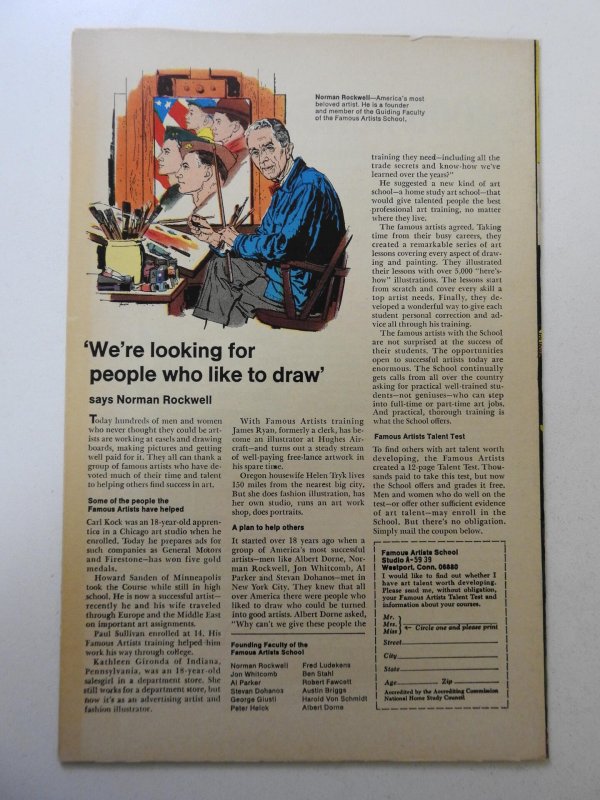 Norman Rockwell—America's most
beloved artist. He is a founder
and member of the Guiding Faculty
of the Famous Artists School.
'We're looking for
people who like to draw'
says Norman Rockwell
Today hundreds of men and women
who never thought they could be art-
ists are working at easels and drawing
boards, making pictures and getting
well paid for it. They all can thank a
group of famous artists who have de-
voted much of their time and talent
to helping others find success in art.
Some of the people the
Famous Artists have helped
Carl Kock was an 18-year-old appren-
tice in a Chicago art studio when he
enrolled. Today he prepares ads for
such companies as General Motors
and Firestone—has won five gold
medals.
Howard Sanden of Minneapolis
took the Course while still in high
school. He is now a successful artist—
recently he and his wife traveled
through Europe and the Middle East
on important art assignments.
Paul Sullivan enrolled at 14. His
Famous Artists training helped him
work his way through college.
Kathleen Gironda of Indiana,
Pennsylvania, was an 18-year-old
salesgirl in a department store. She
still works for a department store, but
now it's as an advertising artist and
fashion illustrator.
With Famous Artists training
James Ryan, formerly a clerk, has be-
come an illustrator at Hughes Air-
craft—and turns out a steady stream
of well-paying free-lance artwork in
his spare time.
Oregon housewife Helen Tryk lives
150 miles from the nearest big city.
But she does fashion illustration, has
her own studio, runs an art work
shop, does portraits.
A plan to help others
It started over 18 years ago when a
group of America's most successful
artists—men like Albert Dorne, Nor-
man Rockwell, Jon Whitcomb, Al
Parker and Stevan Dohanos—met in
New York City. They knew that all
over America there were people who
liked to draw who could be turned
into good artists. Albert Dorne asked,
"Why can't we give these people the
Founding Faculty of the
Famous Artists School
Norman Rockwell
Jon Whitcomb
Al Parker
Stevan Dohanos
George Giusti
Peter Helck
Fred Ludekens
Ben Stahl
Robert Fawcett
Austin Briggs
Harold Von Schmidt
Albert Dorne
training they need—including all the
trade secrets and know-how we've
learned over the years?"
He suggested a new kind of art
school—a home study art school—that
would give talented people the best
professional art training, no matter
where they live.
The famous artists agreed. Taking
time from their busy careers, they
created a remarkable series of art
lessons covering every aspect of draw-
ing and painting. They illustrated
their lessons with over 5,000 "here's-
how" illustrations. The lessons start
from scratch and cover every skill a
top artist needs. Finally, they de-
veloped a wonderful way to give each
student personal correction and ad-
vice all through his training.
The famous artists with the School
are not surprised at the success of
their students. The opportunities
open to successful artists today are
enormous. The School continually
gets calls from all over the country
asking for practical well-trained stu-
dents—not geniuses—who can step
into full-time or part-time art jobs.
And practical, thorough training is
what the School offers.
Famous Artists Talent Test
To find others with art talent worth
developing, the Famous Artists
created a 12-page Talent Test. Thou-
sands paid to take this test, but now
the School offers and grades it free.
Men and women who do well on the
test—or offer other sufficient evidence
of art talent—may enroll in the
School. But there's no obligation.
Simply mail the coupon below.
Famous Artists School
Studio A-59 39
Westport, Conn. 06880
I would like to find out whether I
have art talent worth developing.
Please send me, without obligation,
your Famous Artists Talent Test and
information about your courses.
Mr.
Mrs.
Miss ← Circle one and please print
Street
City
State
Age Zip
Accredited by the Accrediting Commission
National Home Study Council